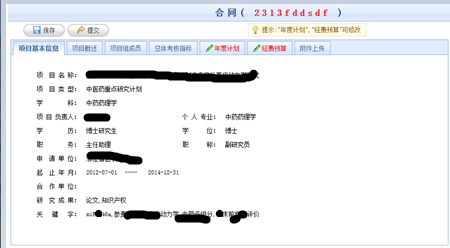 合同( 2313fddsdf )
保存 提交 提示:"年度计划","经费预算"可修改
项目基本信息 项目概述 项目组成员 总体考核指标 年度计划 经费预算 附件上传
项 目 名 称:
项 目 类 型: 中医药重点研究计划
学 科: 中药药理学
项目负责人: 个 人 专业: 中药药理学
学 历: 博士研究生 学 位: 博士
职 务: 主任助理 职 称: 副研究员
申 请 单 位:
起 止 年 月: 2012-07-01 ---- 2014-12-31
合 作 单 位:
研 究 成 果: 论文,知识产权
关 键 字: 评价